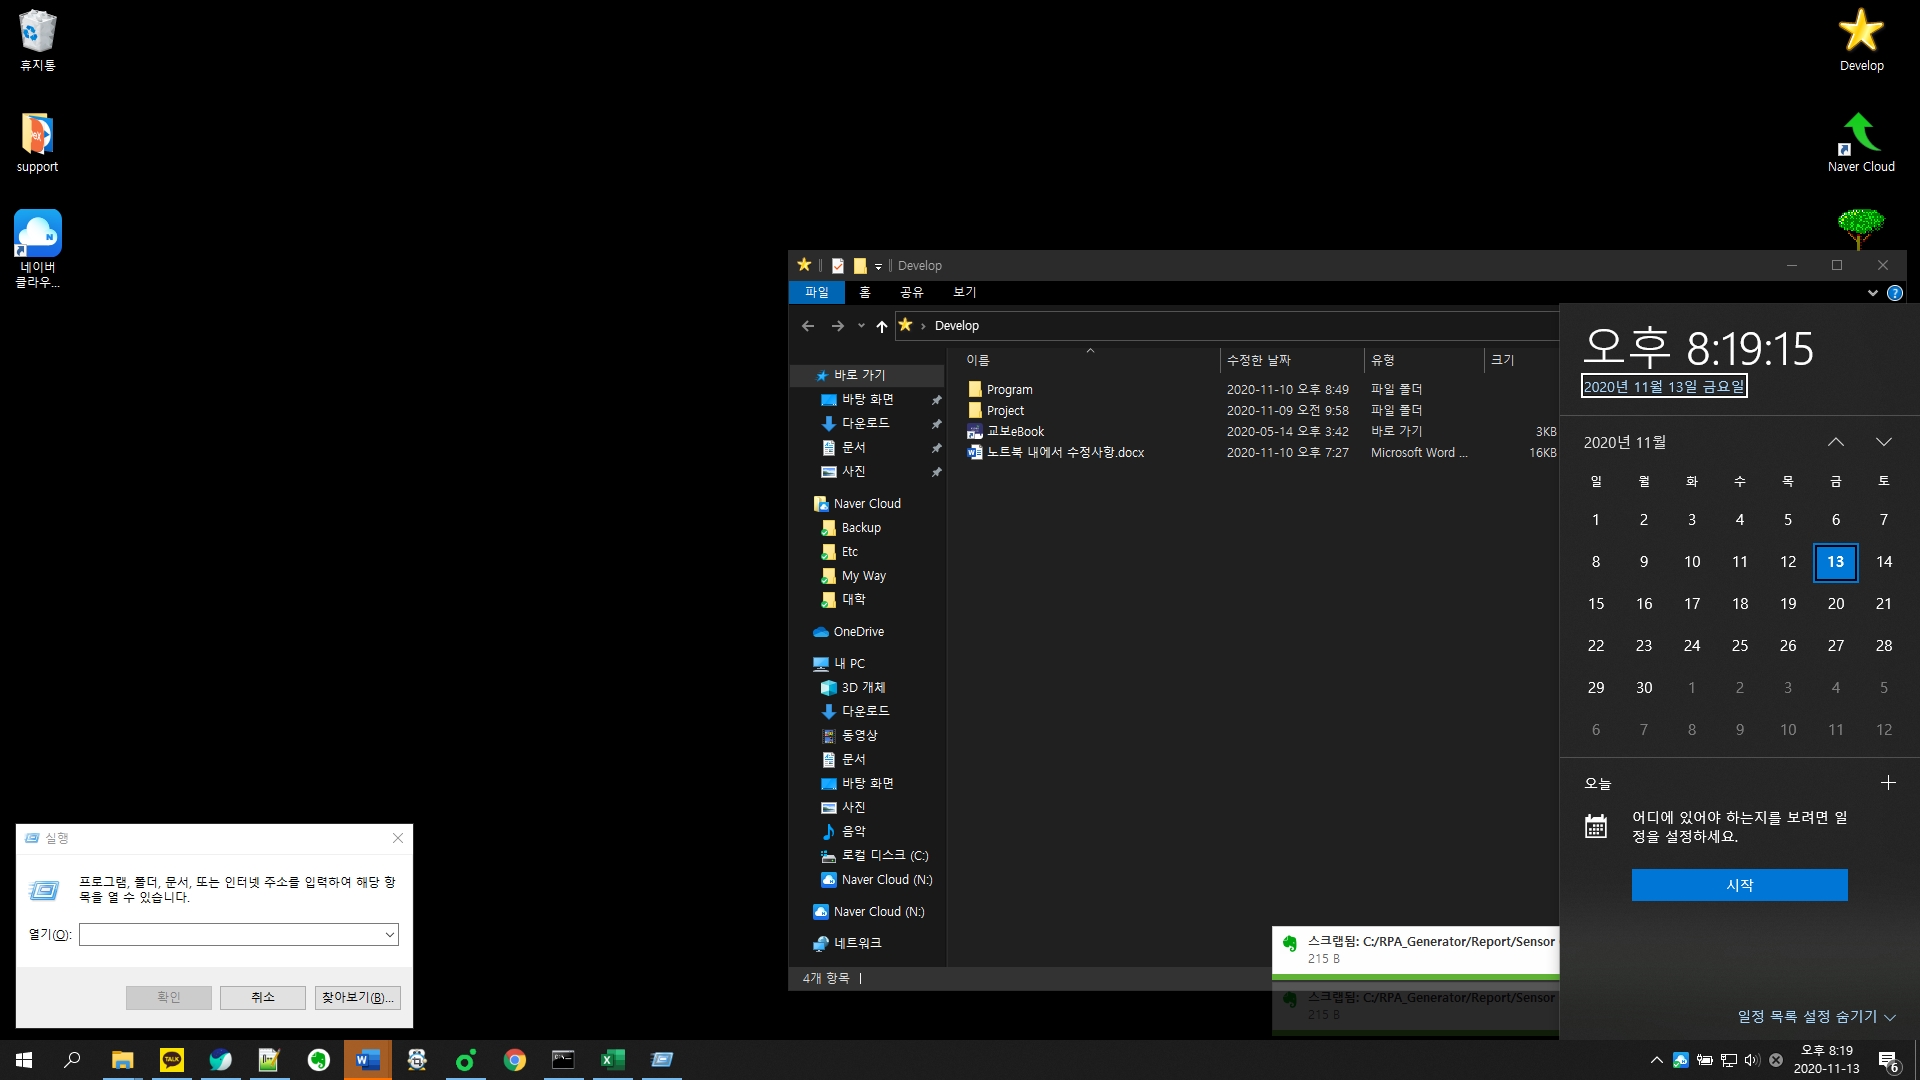 휴지통
support
네이버
클라우...
Develop
Naver Cloud
Develop
파일 홈 공유 보기
Develop
이름 수정한 날짜 유형 크기
Program 2020-11-10 오후 8:49 파일 폴더
Project 2020-11-09 오전 9:58 파일 폴더
교보eBook 2020-05-14 오후 3:42 바로 가기 3KB
노트북 내에서 수정사항.docx 2020-11-10 오후 7:27 Microsoft Word ... 16KB
바로 가기
바탕 화면
다운로드
문서
사진
Naver Cloud
Backup
Etc
My Way
대학
OneDrive
내 PC
3D 개체
다운로드
동영상
문서
바탕 화면
사진
음악
로컬 디스크 (C:)
Naver Cloud (N:)
Naver Cloud (N:)
네트워크
4개 항목
오후 8:19:15
2020년 11월 13일 금요일
2020년 11월
일 월 화 수 목 금 토
1 2 3 4 5 6 7
8 9 10 11 12 13 14
15 16 17 18 19 20 21
22 23 24 25 26 27 28
29 30 1 2 3 4 5
6 7 8 9 10 11 12
오늘
어디에 있어야 하는지를 보려면 일
정을 설정하세요.
시작
일정 목록 설정 숨기기
스크랩됨: C:/RPA_Generator/Report/Sensor
215 B
스크랩됨: C:/RPA_Generator/Report/Sensor
215 B
실행
프로그램, 폴더, 문서, 또는 인터넷 주소를 입력하여 해당 항
목을 열 수 있습니다.
열기(O):
확인 취소 찾아보기(B)...
TALK
오후 8:19
2020-11-13
6